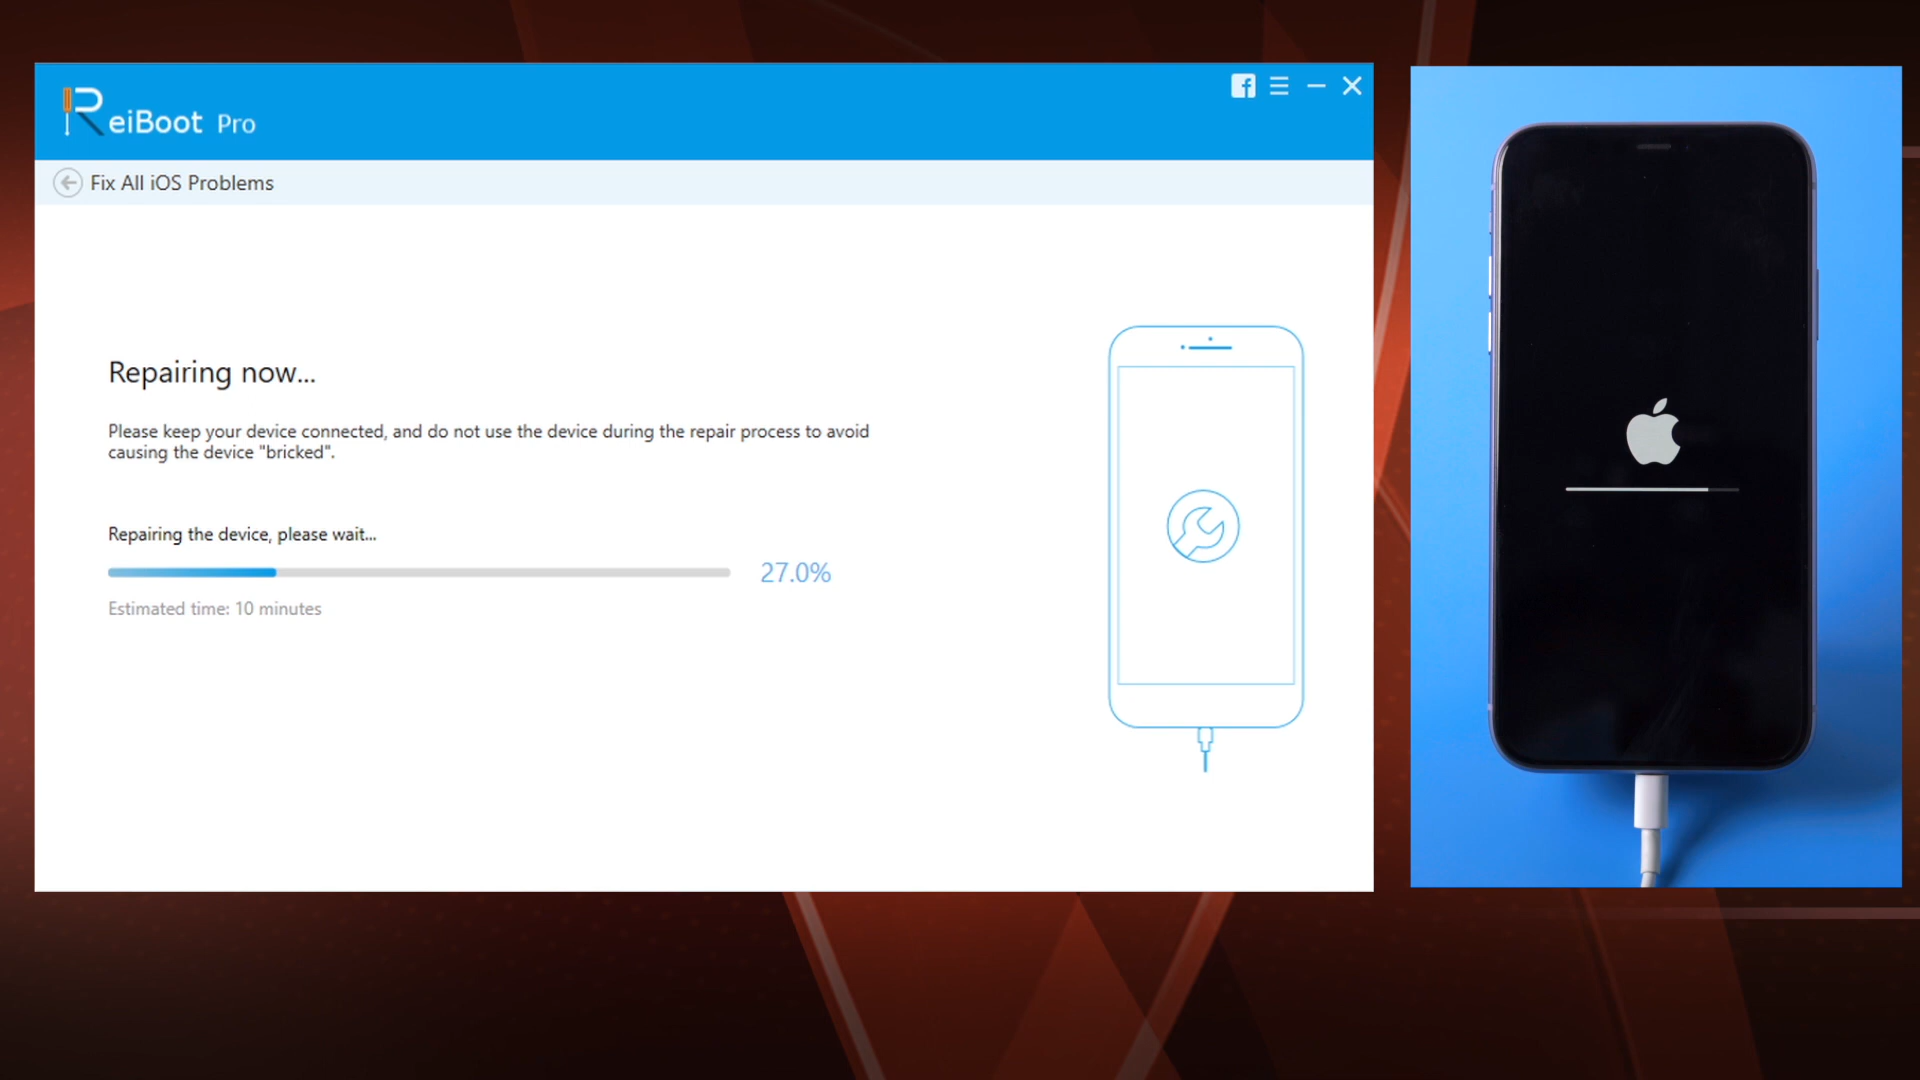 ReiBoot Pro
Fix All iOS Problems
Repairing now...
Please keep your device connected, and do not use the device during the repair process to avoid
causing the device "bricked".
Repairing the device, please wait...
27.0%
Estimated time: 10 minutes